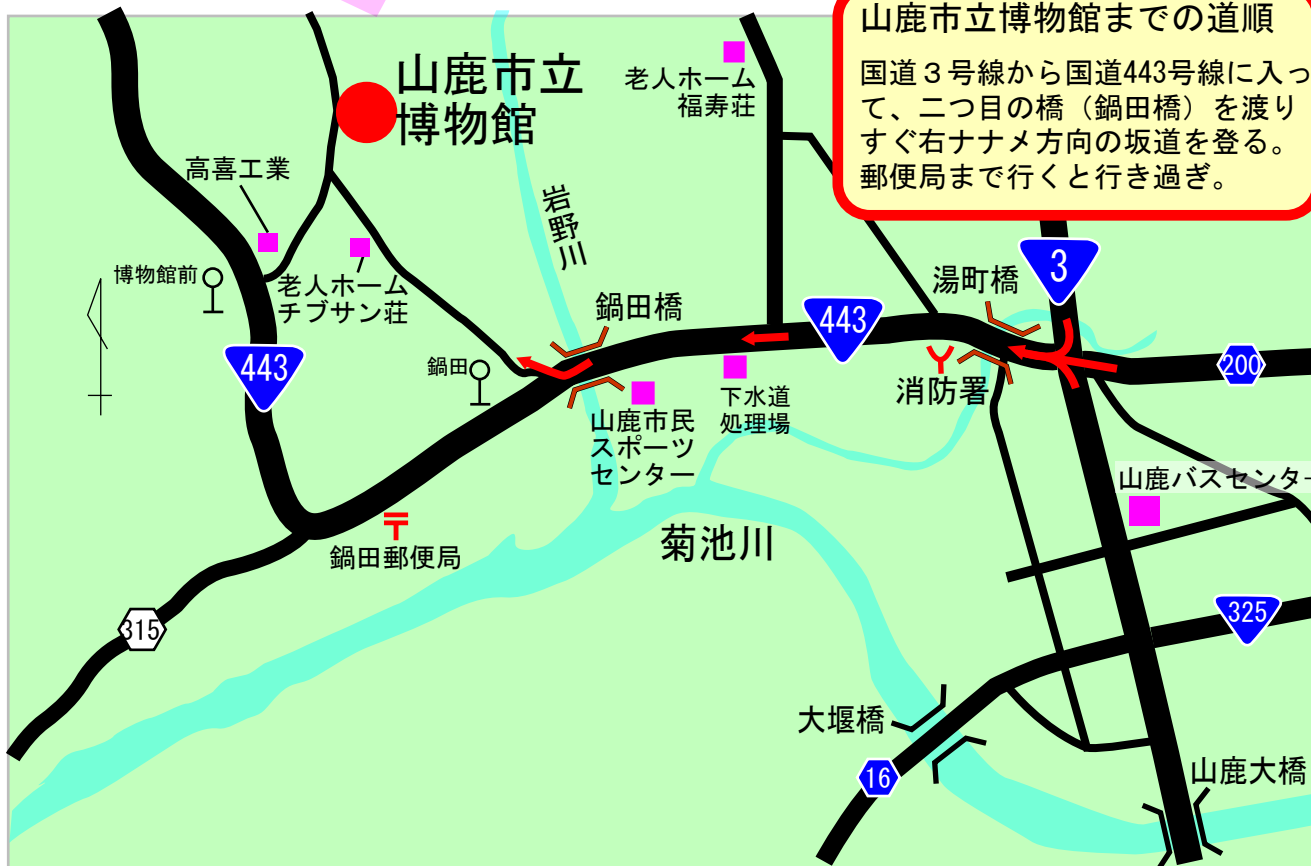 山鹿市立博物館までの道順
国道３号線から国道443号線に入っ
て、二つ目の橋（鍋田橋）を渡り
すぐ右ナナメ方向の坂道を登る。
郵便局まで行くと行き過ぎ。
山鹿市立
博物館
老人ホーム
福寿荘
高喜工業
岩野川
博物館前
老人ホーム
チブサン荘
鍋田橋
湯町橋
3
443
443
200
鍋田
消防署
下水道
処理場
山鹿市民
スポーツ
センター
山鹿バスセンター
鍋田郵便局
菊池川
315
325
大堰橋
16
山鹿大橋